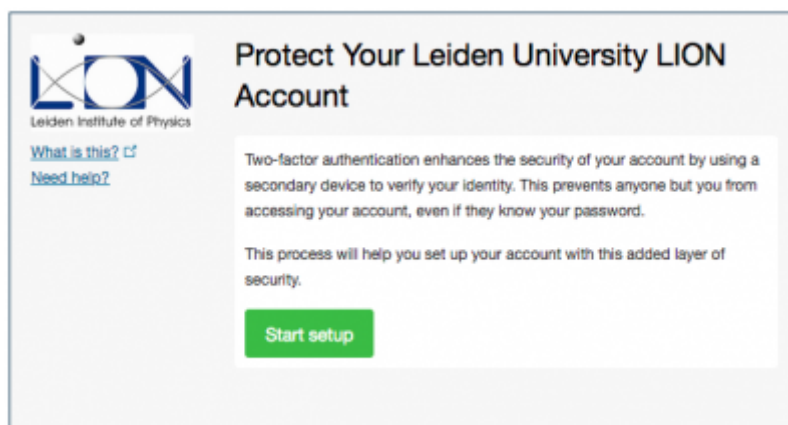 LION
Leiden Institute of Physics
What is this?
Need help?
Protect Your Leiden University LION
Account
Two-factor authentication enhances the security of your account by using a
secondary device to verify your identity. This prevents anyone but you from
accessing your account, even if they know your password.
This process will help you set up your account with this added layer of
security.
Start setup